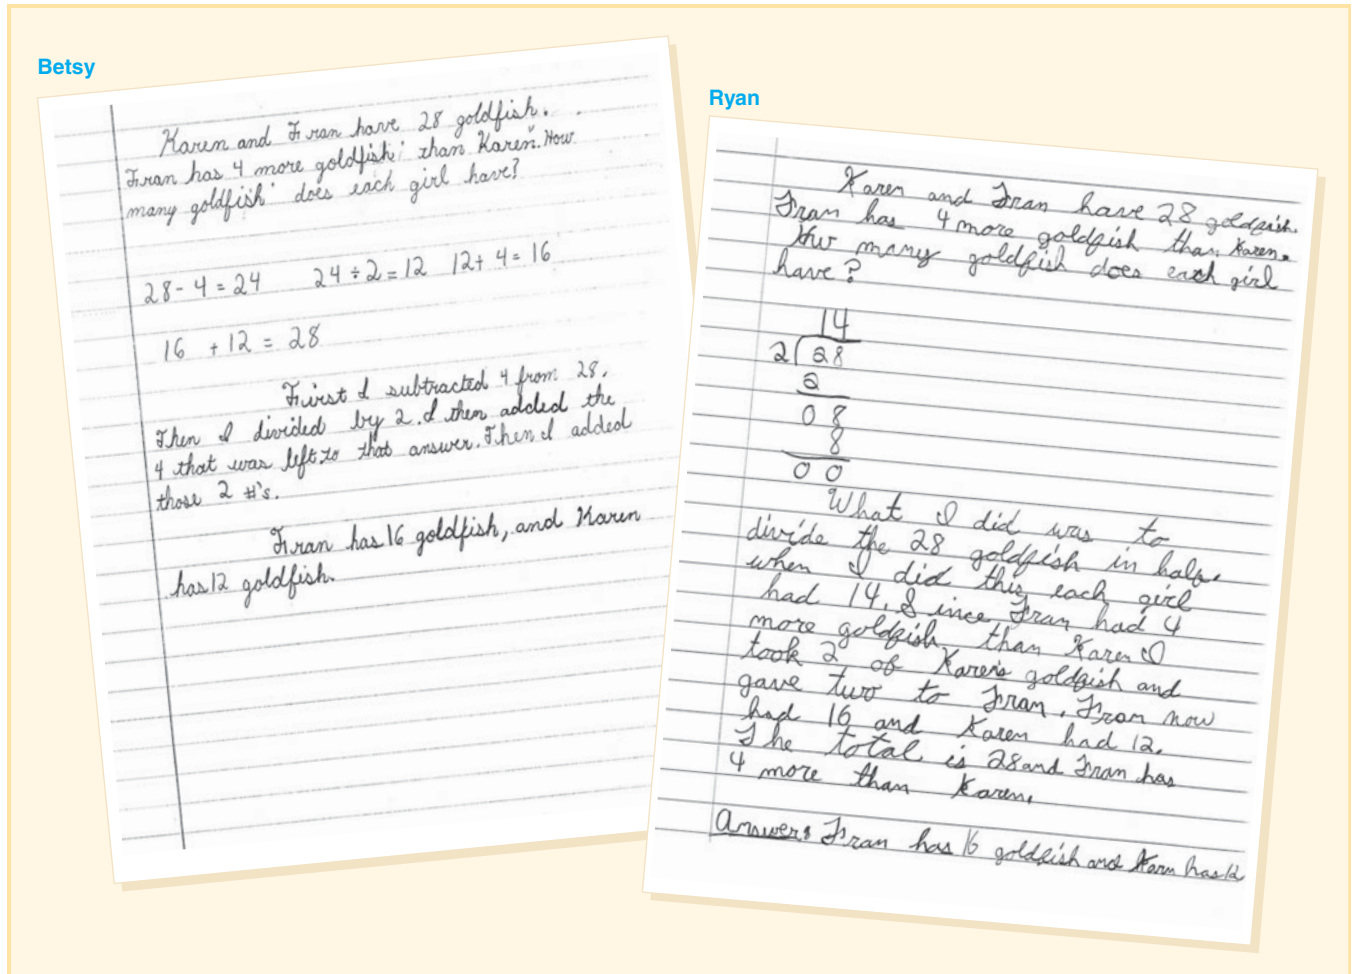 Betsy
Karen and Fran have 28 goldfish.
Fran has 4 more goldfish than Karen. How
many goldfish does each girl have?
28 - 4 = 24 24 ÷ 2 = 12 12 + 4 = 16
16 + 12 = 28
First I subtracted 4 from 28.
Then I divided by 2. I then added the
4 that was left to that answer. Then I added
those 2 #'s.
Fran has 16 goldfish, and Karen
has 12 goldfish.
Ryan
Karen and Fran have 28 goldfish.
Fran has 4 more goldfish than Karen.
How many goldfish does each girl
have?
14
2 28
2
0 8
8
0 0
What I did was to
divide the 28 goldfish in half.
when I did this each girl
had 14. Since Fran had 4
more goldfish than Karen I
took 2 of Karen's goldfish and
gave two to Fran. Fran now
had 16 and Karen had 12.
The total is 28 and Fran has
4 more than Karen.
Answer: Fran has 16 goldfish and Karn has 12